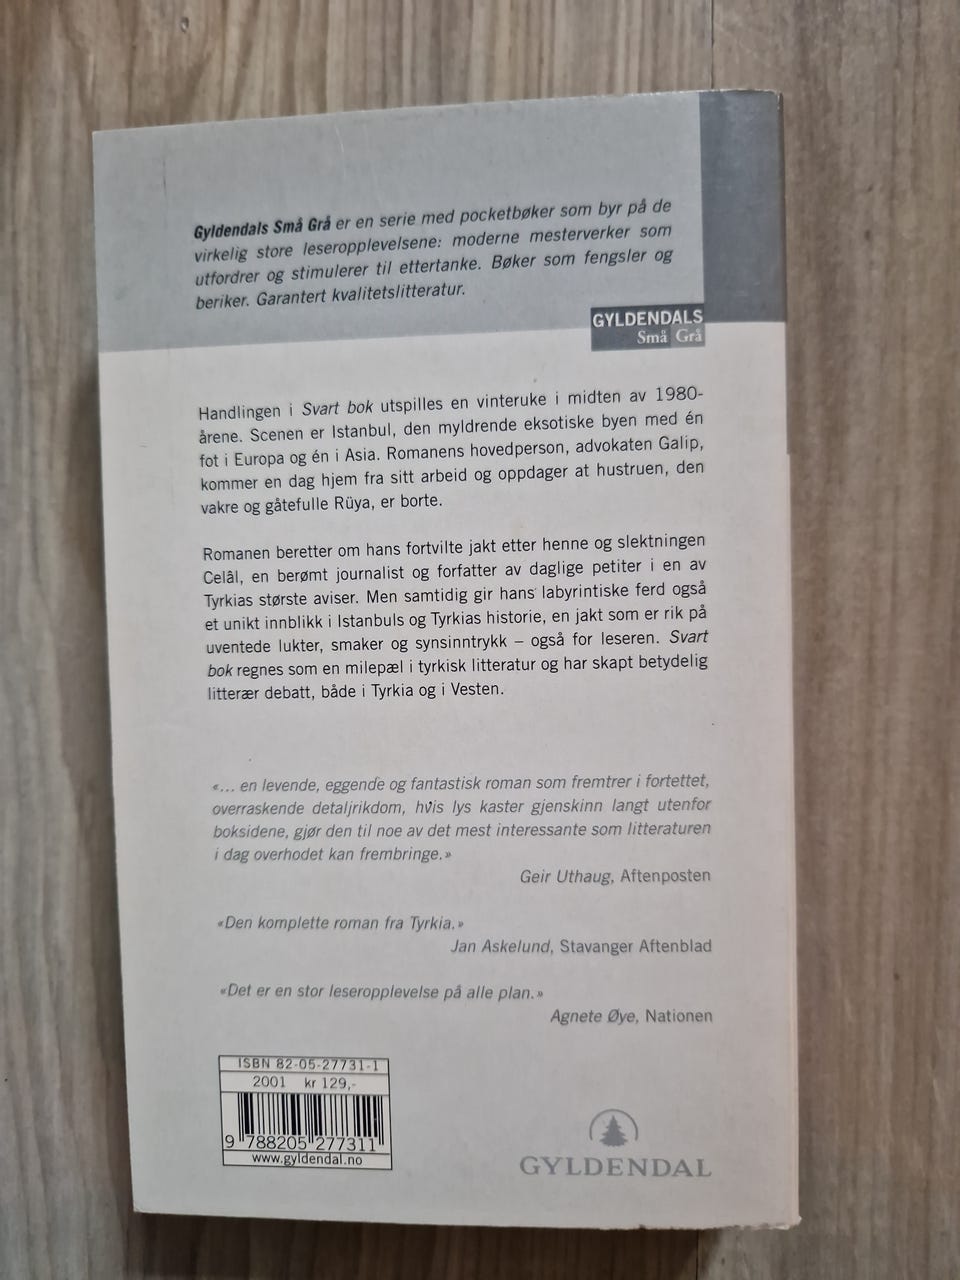 Gyldendals Små Grå er en serie med pocketbøker som byr på de
virkelig store leseropplevelsene: moderne mesterverker som
utfordrer og stimulerer til ettertanke. Bøker som fengsler og
beriker. Garantert kvalitetslitteratur.
GYLDENDALS
Små Grå
Handlingen i Svart bok utspilles en vinteruke i midten av 1980-
årene. Scenen er Istanbul, den myldrende eksotiske byen med én
fot i Europa og én i Asia. Romanens hovedperson, advokaten Galip,
kommer en dag hjem fra sitt arbeid og oppdager at hustruen, den
vakre og gåtefulle Rüya, er borte.
Romanen beretter om hans fortvilte jakt etter henne og slektningen
Celâl, en berømt journalist og forfatter av daglige petiter i en av
Tyrkias største aviser. Men samtidig gir hans labyrintiske ferd også
et unikt innblikk i Istanbuls og Tyrkias historie, en jakt som er rik på
uventede lukter, smaker og synsinntrykk – også for leseren. Svart
bok regnes som en milepæl i tyrkisk litteratur og har skapt betydelig
litterær debatt, både i Tyrkia og i Vesten.
«... en levende, eggende og fantastisk roman som fremtrer i fortettet,
overraskende detaljrikdom, hvis lys kaster gjenskinn langt utenfor
boksidene, gjør den til noe av det mest interessante som litteraturen
i dag overhodet kan frembringe.»
Geir Uthaug, Aftenposten
«Den komplette roman fra Tyrkia.»
Jan Askelund, Stavanger Aftenblad
«Det er en stor leseropplevelse på alle plan.»
Agnete Øye, Nationen
ISBN 82-05-27731-1
2001 kr 129,-
9 788205 277311
www.gyldendal.no
GYLDENDAL